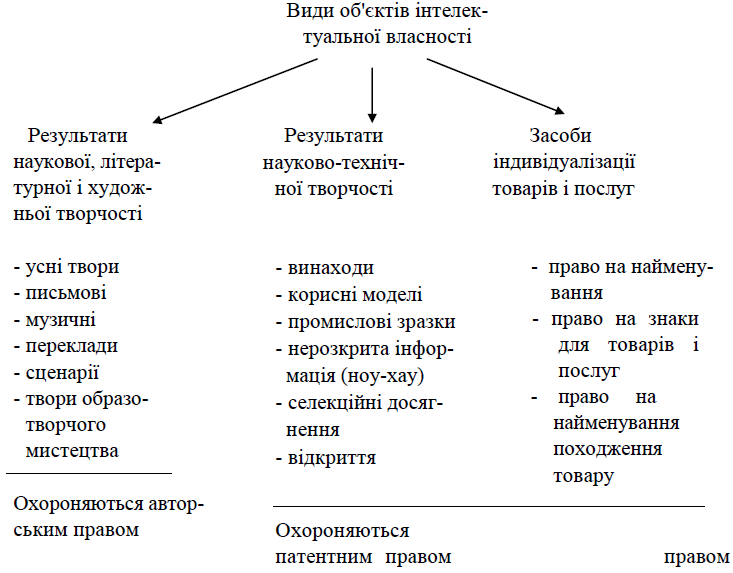 Види об'єктів інтелек-
туальної власності
Результати
наукової, літера-
турної і худож-
ньої творчості
Результати
науково-техніч-
ної творчості
Засоби
індивідуалізації
товарів і послуг
- усні твори
- письмові
- музичні
- переклади
- сценарії
- твори образо-
творчого
мистецтва
- винаходи
- корисні моделі
- промислові зразки
- нерозкрита інфор-
мація (ноу-хау)
- селекційні досяг-
нення
- відкриття
- право на наймену-
вання
- право на знаки
для товарів і
послуг
- право на
найменування
походження
товару
Охороняються автор-
ським правом
Охороняються
патентним правом правом